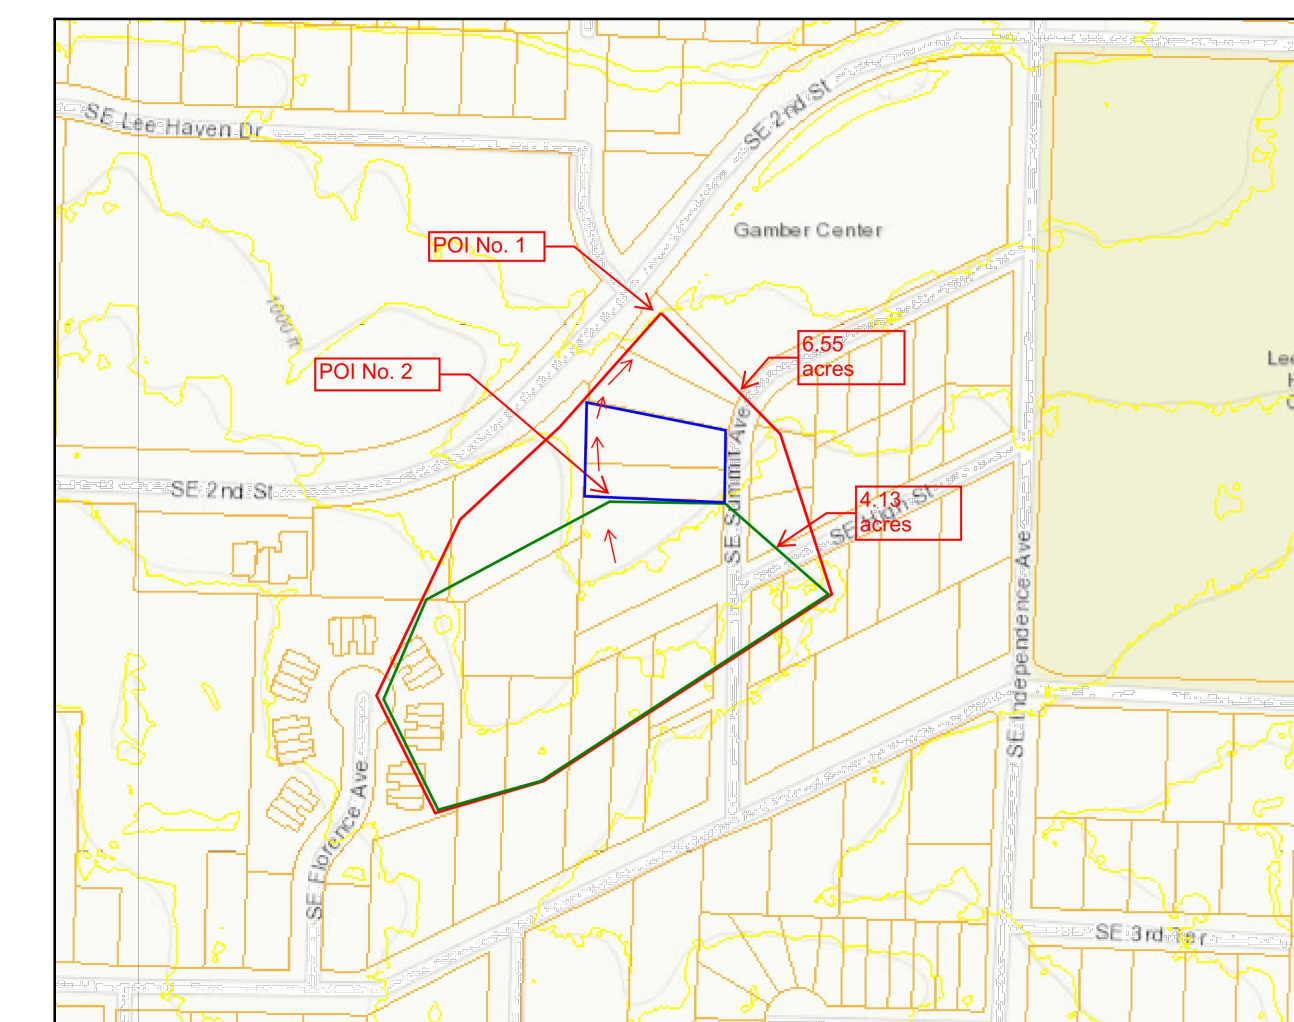 SE Lee Haven Dr
SE 2nd St
Gamber Center
POI No. 1
1000 ft
6.55
acres
POI No. 2
Lee
H
SE Summit Ave
SE 2nd St
4.13
acres
SE High St
SE Independence Ave
SE Florence Ave
SE 3rd Ter